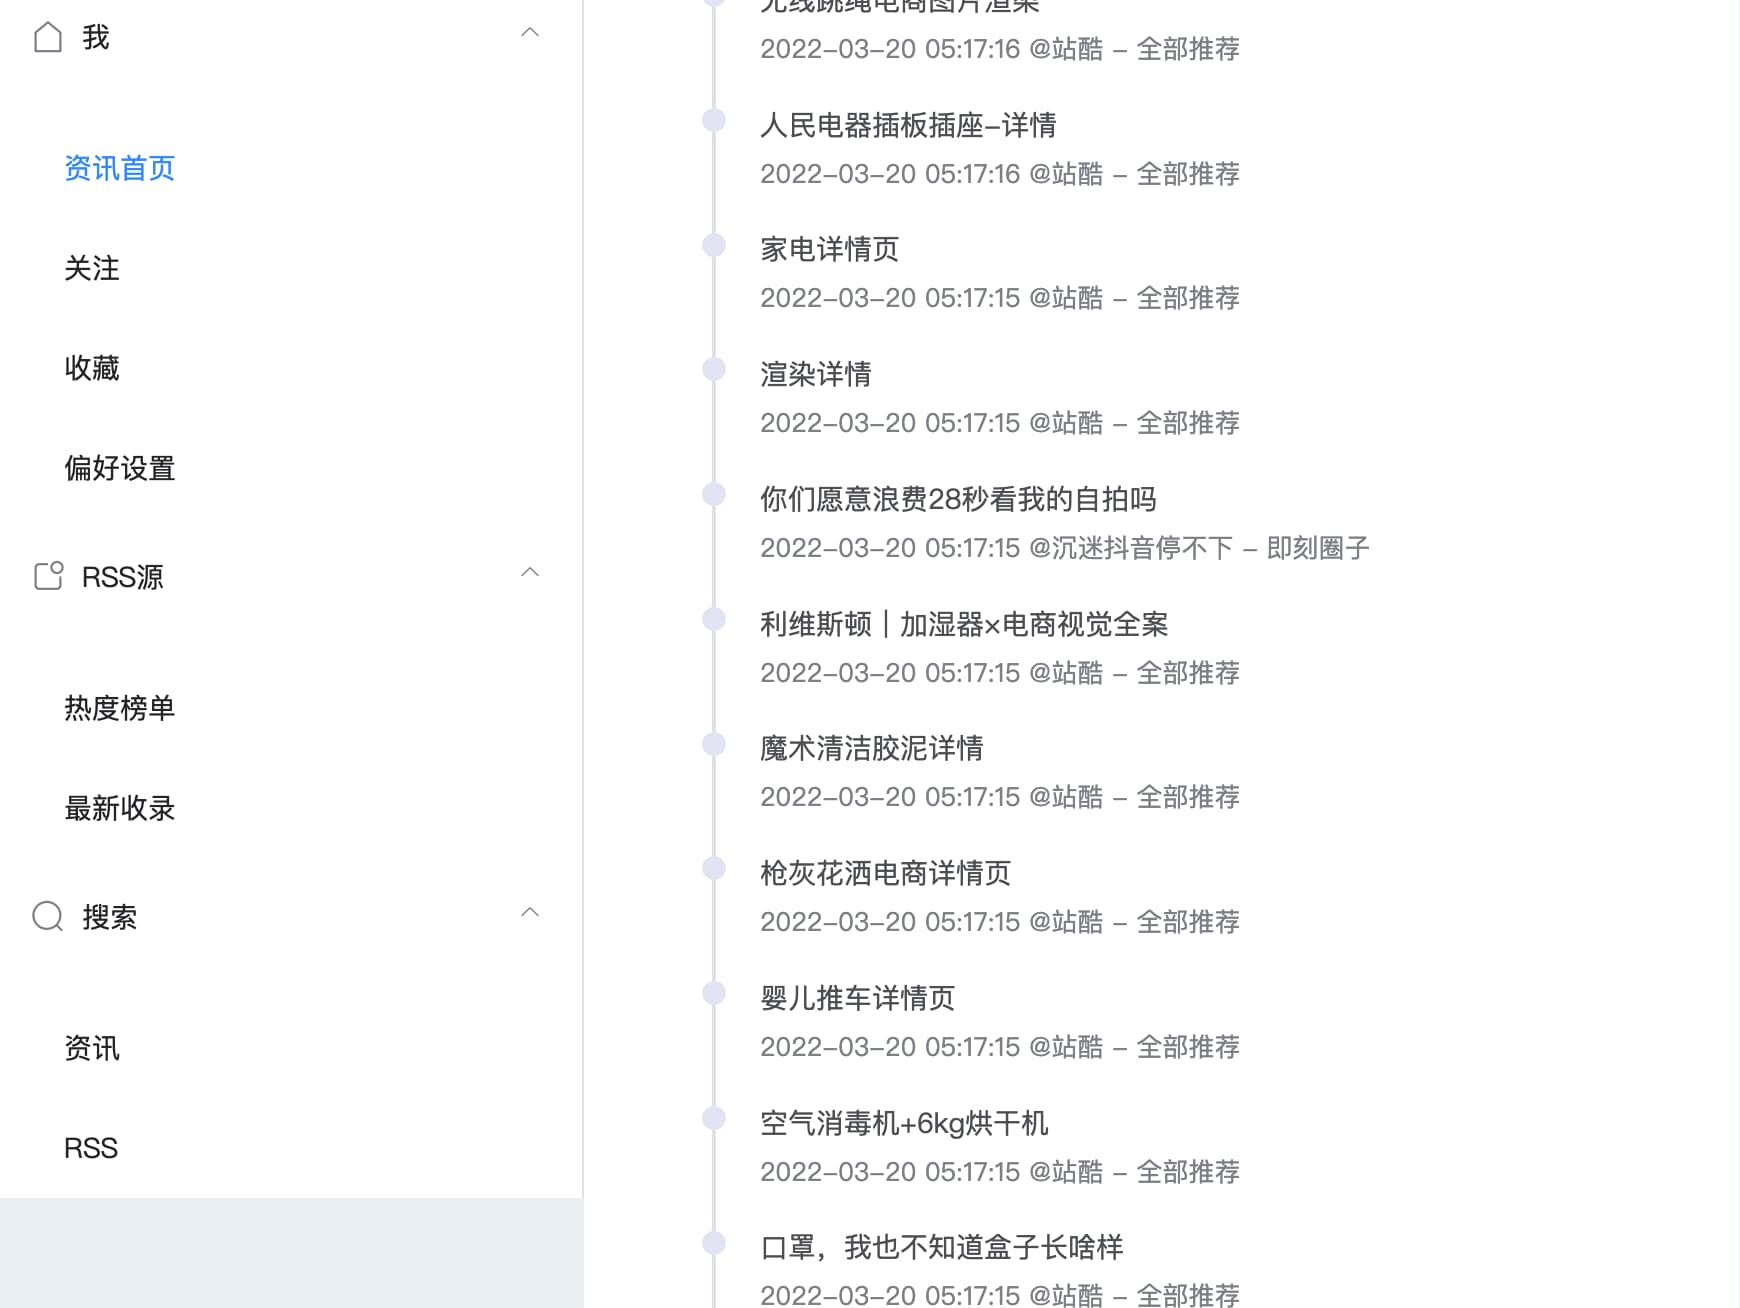 我
资讯首页
关注
收藏
偏好设置
RSS源
热度榜单
最新收录
搜索
资讯
RSS
无线跳绳电商图片渲染
2022-03-20 05:17:16 @站酷 - 全部推荐
人民电器插板插座-详情
2022-03-20 05:17:16 @站酷 - 全部推荐
家电详情页
2022-03-20 05:17:15 @站酷 - 全部推荐
渲染详情
2022-03-20 05:17:15 @站酷 - 全部推荐
你们愿意浪费28秒看我的自拍吗
2022-03-20 05:17:15 @沉迷抖音停不下 - 即刻圈子
利维斯顿｜加湿器×电商视觉全案
2022-03-20 05:17:15 @站酷 - 全部推荐
魔术清洁胶泥详情
2022-03-20 05:17:15 @站酷 - 全部推荐
枪灰花洒电商详情页
2022-03-20 05:17:15 @站酷 - 全部推荐
婴儿推车详情页
2022-03-20 05:17:15 @站酷 - 全部推荐
空气消毒机+6kg烘干机
2022-03-20 05:17:15 @站酷 - 全部推荐
口罩，我也不知道盒子长啥样
2022-03-20 05:17:15 @站酷 - 全部推荐